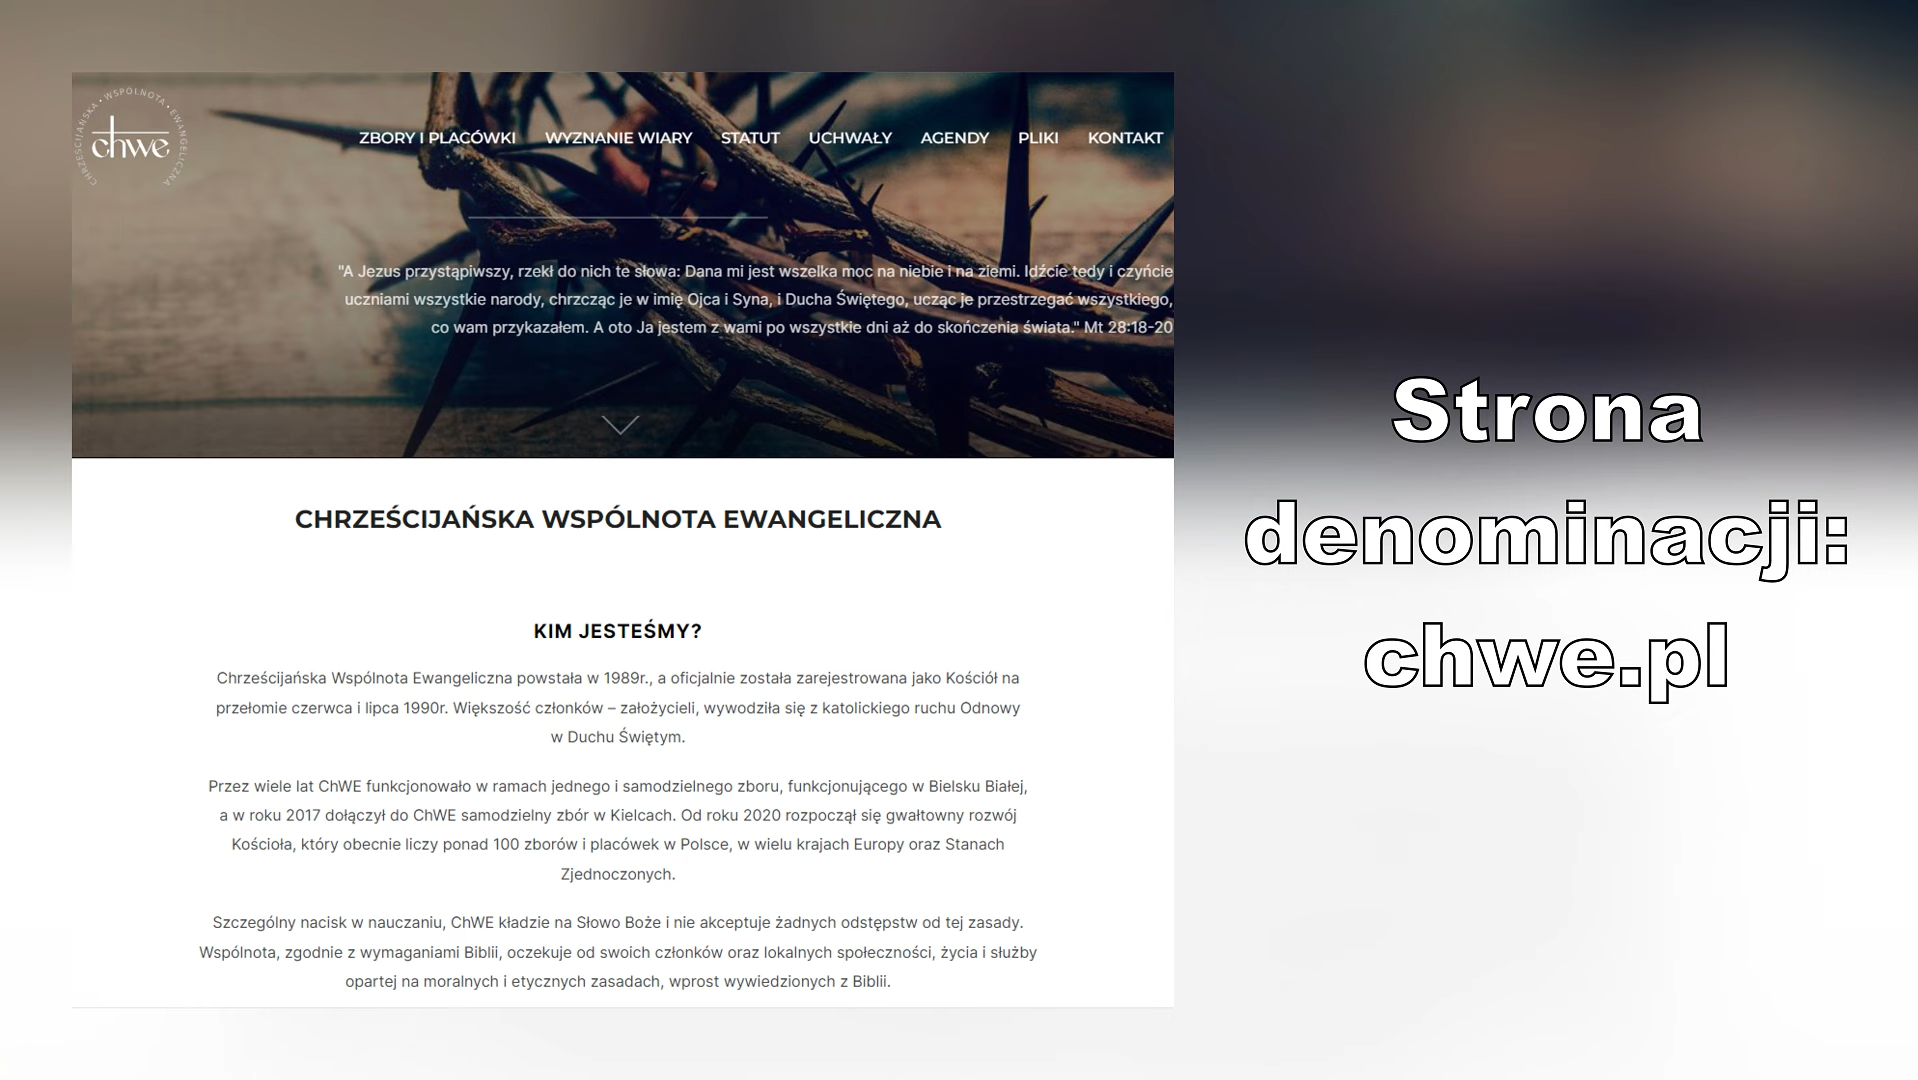 CHRZEŚCIJAŃSKA • WSPÓLNOTA • EWANGELICZNA
chwe
ZBORY I PLACÓWKI WYZNANIE WIARY STATUT UCHWAŁY AGENDY PLIKI KONTAKT
"A Jezus przystąpiwszy, rzekł do nich te słowa: Dana mi jest wszelka moc na niebie i na ziemi. Idźcie tedy i czyńcie
uczniami wszystkie narody, chrzcząc je w imię Ojca i Syna, i Ducha Świętego, ucząc je przestrzegać wszystkiego,
co wam przykazałem. A oto Ja jestem z wami po wszystkie dni aż do skończenia świata." Mt 28:18-20
CHRZEŚCIJAŃSKA WSPÓLNOTA EWANGELICZNA
KIM JESTEŚMY?
Chrześcijańska Wspólnota Ewangeliczna powstała w 1989r., a oficjalnie została zarejestrowana jako Kościół na
przełomie czerwca i lipca 1990r. Większość członków – założycieli, wywodziła się z katolickiego ruchu Odnowy
w Duchu Świętym.
Przez wiele lat ChWE funkcjonowało w ramach jednego i samodzielnego zboru, funkcjonującego w Bielsku Białej,
a w roku 2017 dołączył do ChWE samodzielny zbór w Kielcach. Od roku 2020 rozpoczął się gwałtowny rozwój
Kościoła, który obecnie liczy ponad 100 zborów i placówek w Polsce, w wielu krajach Europy oraz Stanach
Zjednoczonych.
Szczególny nacisk w nauczaniu, ChWE kładzie na Słowo Boże i nie akceptuje żadnych odstępstw od tej zasady.
Wspólnota, zgodnie z wymaganiami Biblii, oczekuje od swoich członków oraz lokalnych społeczności, życia i służby
opartej na moralnych i etycznych zasadach, wprost wywiedzionych z Biblii.
Strona
denominacji:
chwe.pl